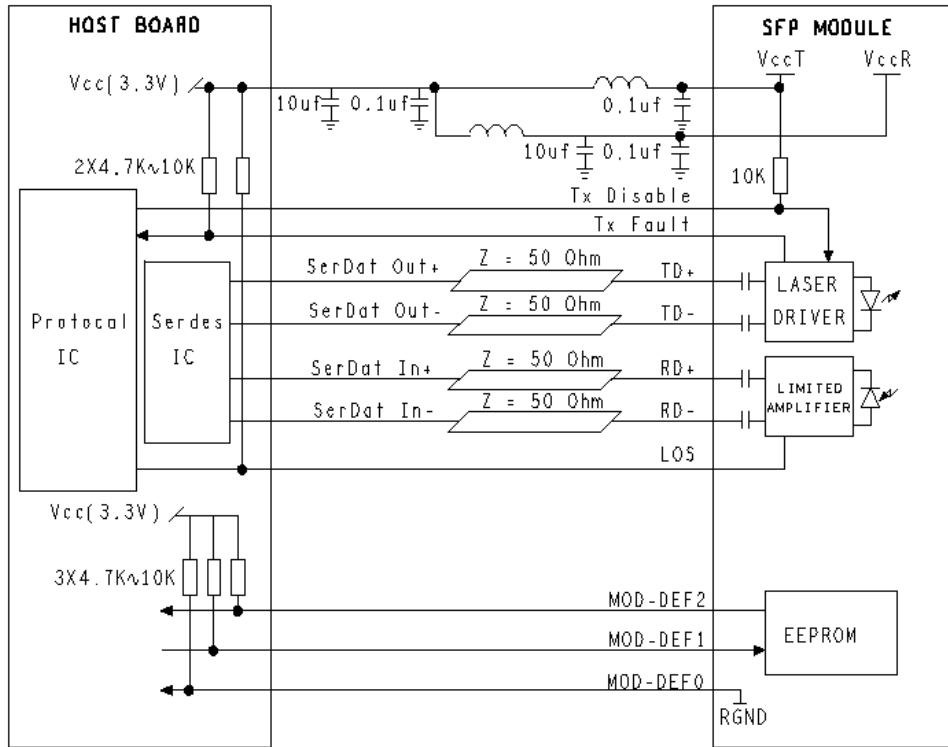 HOST BOARD
SFP MODULE
VccT
VccR
Vcc(3.3V)
10uf
0.1uf
0.1uf
10uf
0.1uf
2X4.7K~10K
10K
Tx Disable
Tx Fault
SerDat Out+
Z = 50 Ohm
TD+
SerDat Out-
Z = 50 Ohm
TD-
LASER
DRIVER
Protocal
IC
Serdes
IC
SerDat In+
Z = 50 Ohm
RD+
SerDat In-
Z = 50 Ohm
RD-
LIMITED
AMPLIFIER
LOS
Vcc(3.3V)
3X4.7K~10K
MOD-DEF2
MOD-DEF1
MOD-DEF0
EEPROM
RGND